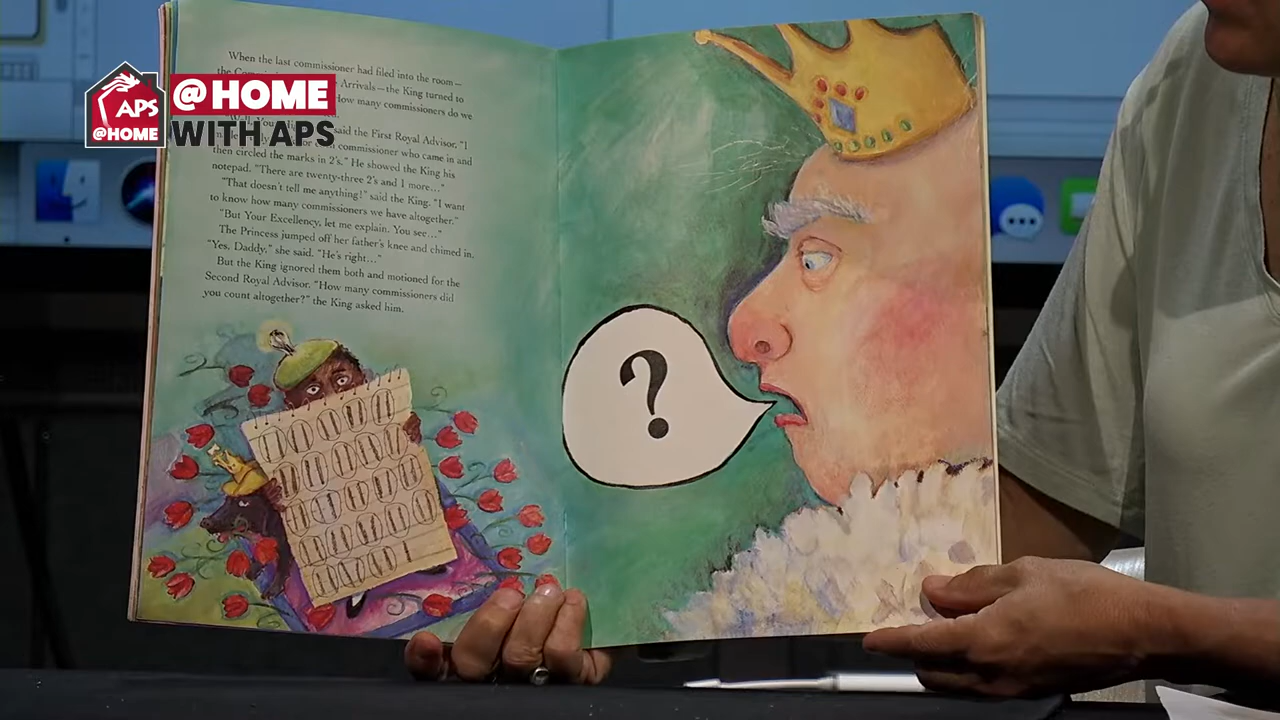 APS
@HOME
@HOME
WITH APS
When the last commissioner had filed into the room—
the Arrivals—the King turned to
How many commissioners do we
said the First Royal Advisor. "I
commissioner who came in and
then circled the marks in 2's." He showed the King his
notepad. "There are twenty-three 2's and 1 more..."
"That doesn't tell me anything!" said the King. "I want
to know how many commissioners we have altogether."
"But Your Excellency, let me explain. You see..."
The Princess jumped off her father's knee and chimed in.
"Yes, Daddy," she said. "He's right..."
But the King ignored them both and motioned for the
Second Royal Advisor. "How many commissioners did
you count altogether?" the King asked him.
?